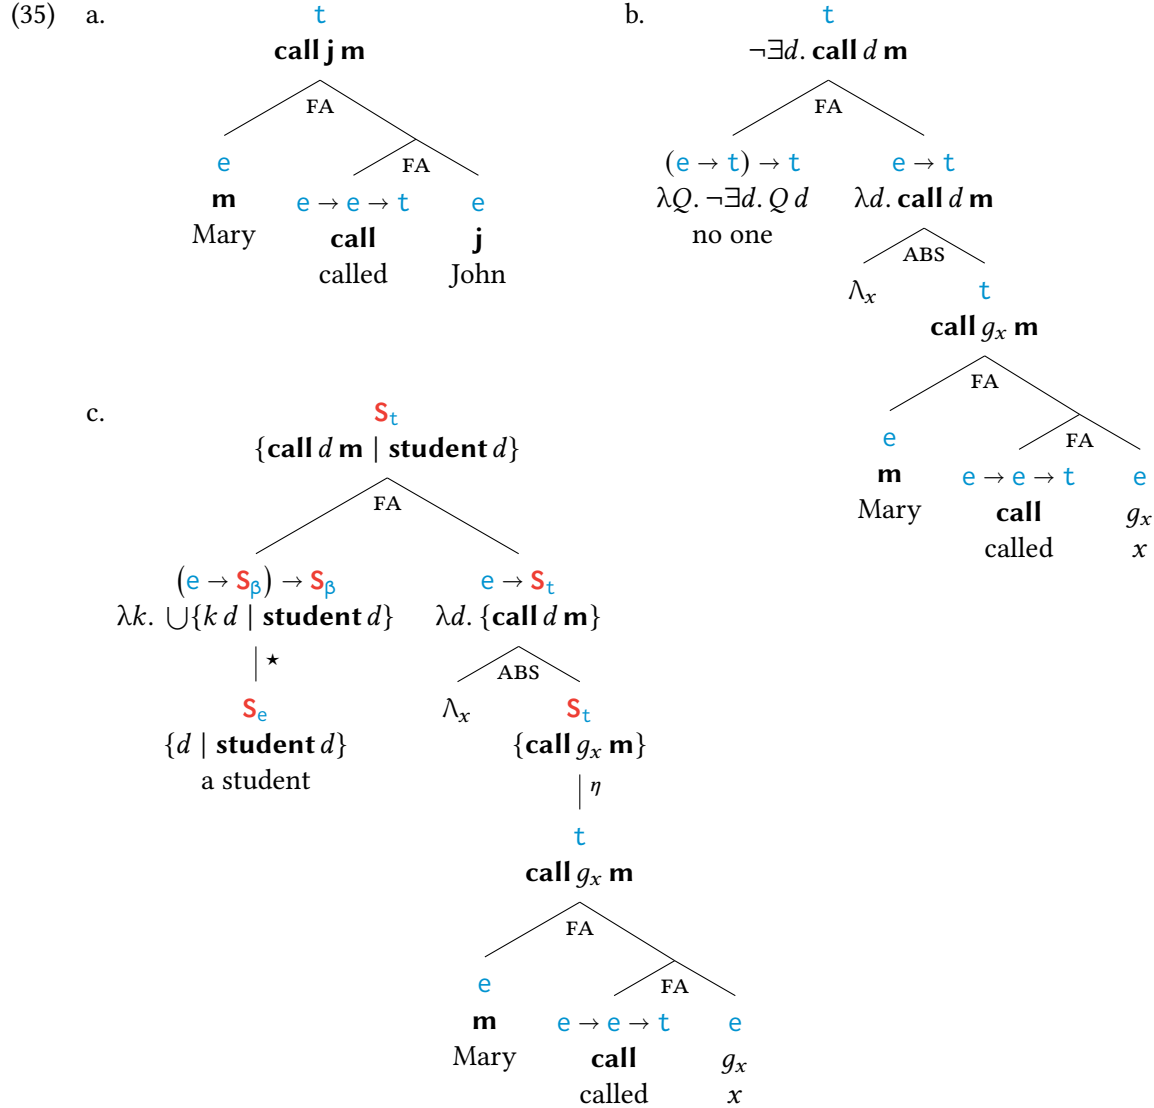 (35) a.
t
call j m
FA
e
m
Mary
FA
e → e → t
call
called
e
j
John
b.
t
¬∃d. call d m
FA
(e → t) → t
λQ. ¬∃d. Q d
no one
e → t
λd. call d m
ABS
Λx
t
call gx m
FA
e
m
Mary
FA
e → e → t
call
called
e
gx
x
c.
St
{call d m | student d}
FA
(e → Sβ) → Sβ
λk. ⋃{k d | student d}
⋆
Se
{d | student d}
a student
e → St
λd. {call d m}
ABS
Λx
St
{call gx m}
η
t
call gx m
FA
e
m
Mary
FA
e → e → t
call
called
e
gx
x